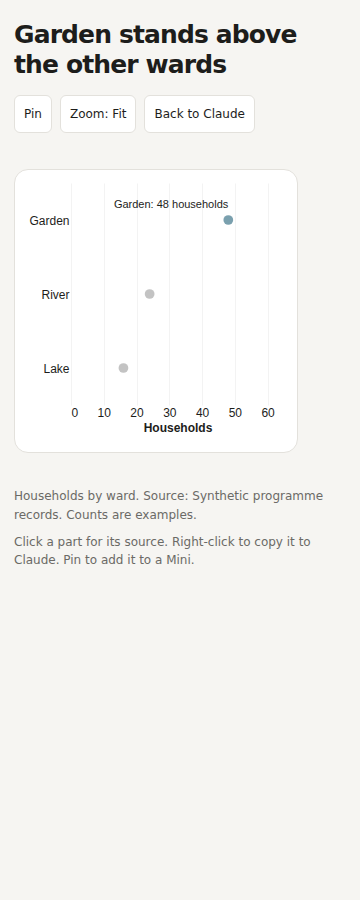 Garden stands above
the other wards
Pin
Zoom: Fit
Back to Claude
Garden: 48 households
Garden
River
Lake
0 10 20 30 40 50 60
Households
Households by ward. Source: Synthetic programme
records. Counts are examples.
Click a part for its source. Right-click to copy it to
Claude. Pin to add it to a Mini.